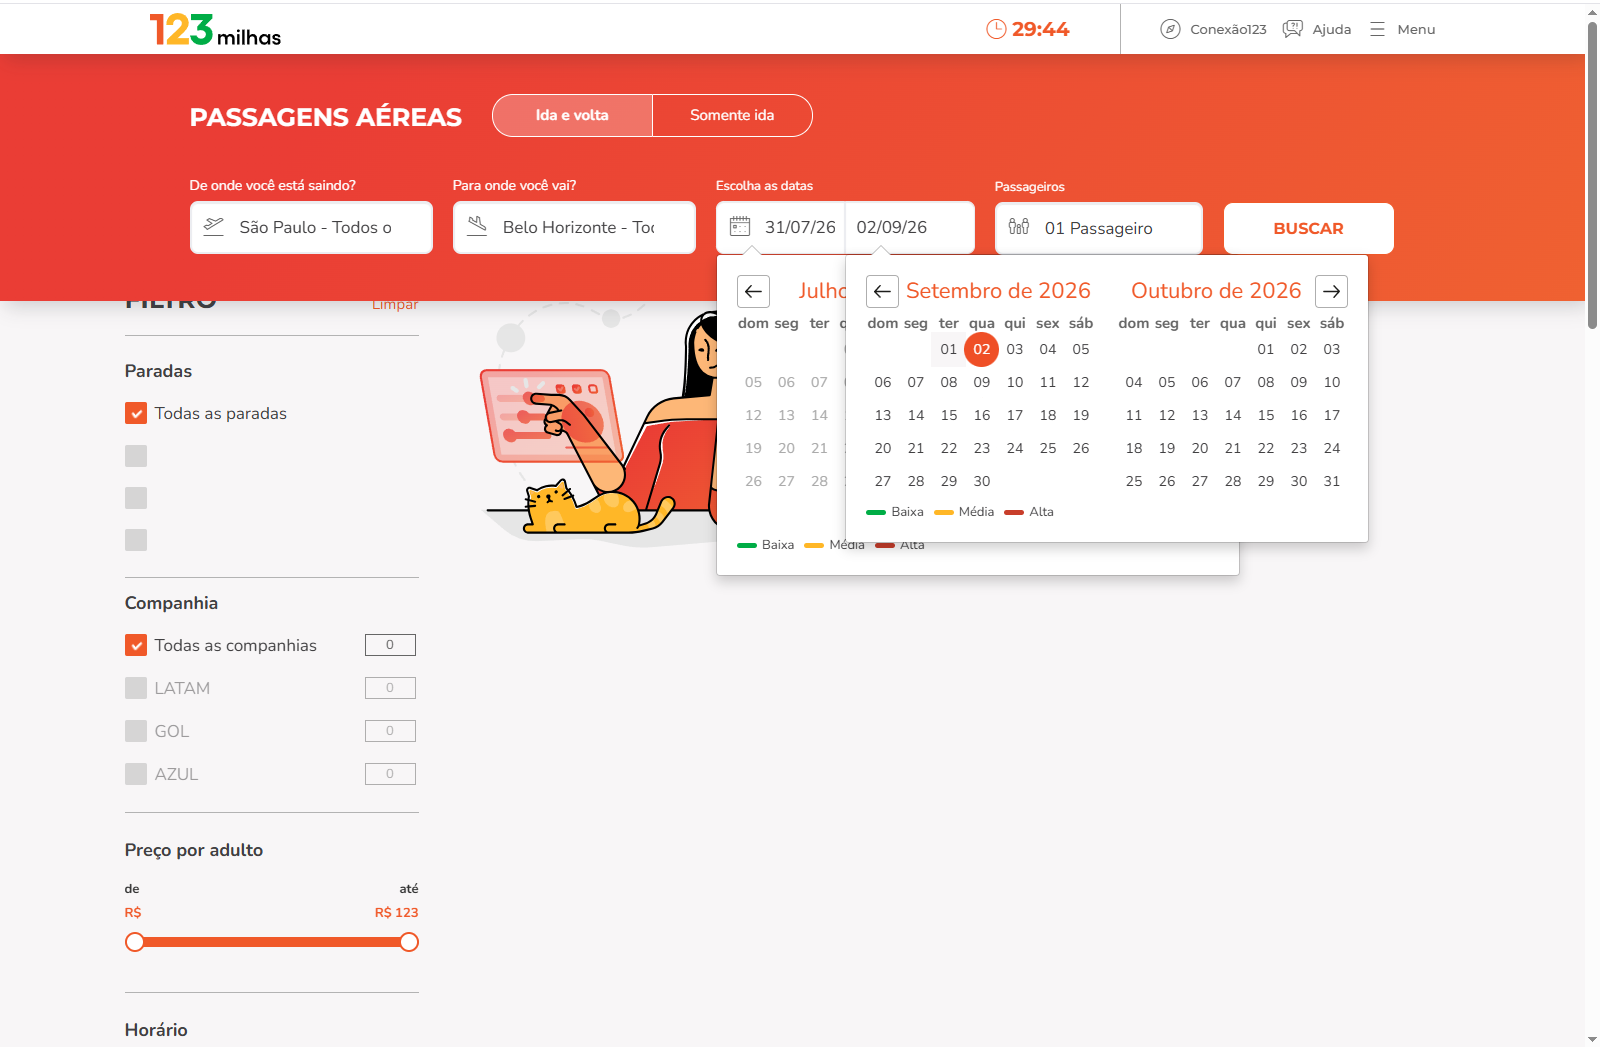 123 milhas
29:44
Conexão123
Ajuda
Menu
PASSAGENS AÉREAS
Ida e volta
Somente ida
De onde você está saindo?
Para onde você vai?
Escolha as datas
Passageiros
São Paulo - Todos o
Belo Horizonte - To
31/07/26
02/09/26
01 Passageiro
BUSCAR
FILTRO
Limpar
Paradas
Todas as paradas
Companhia
Todas as companhias 0
LATAM 0
GOL 0
AZUL 0
Preço por adulto
de até
R$ R$ 123
Horário
Julho
dom seg ter
05 06 07
12 13 14
19 20 21
26 27 28
Baixa Média Alta
Setembro de 2026
dom seg ter qua qui sex sáb
01 02 03 04 05
06 07 08 09 10 11 12
13 14 15 16 17 18 19
20 21 22 23 24 25 26
27 28 29 30
Baixa Média Alta
Outubro de 2026
dom seg ter qua qui sex sáb
01 02 03
04 05 06 07 08 09 10
11 12 13 14 15 16 17
18 19 20 21 22 23 24
25 26 27 28 29 30 31